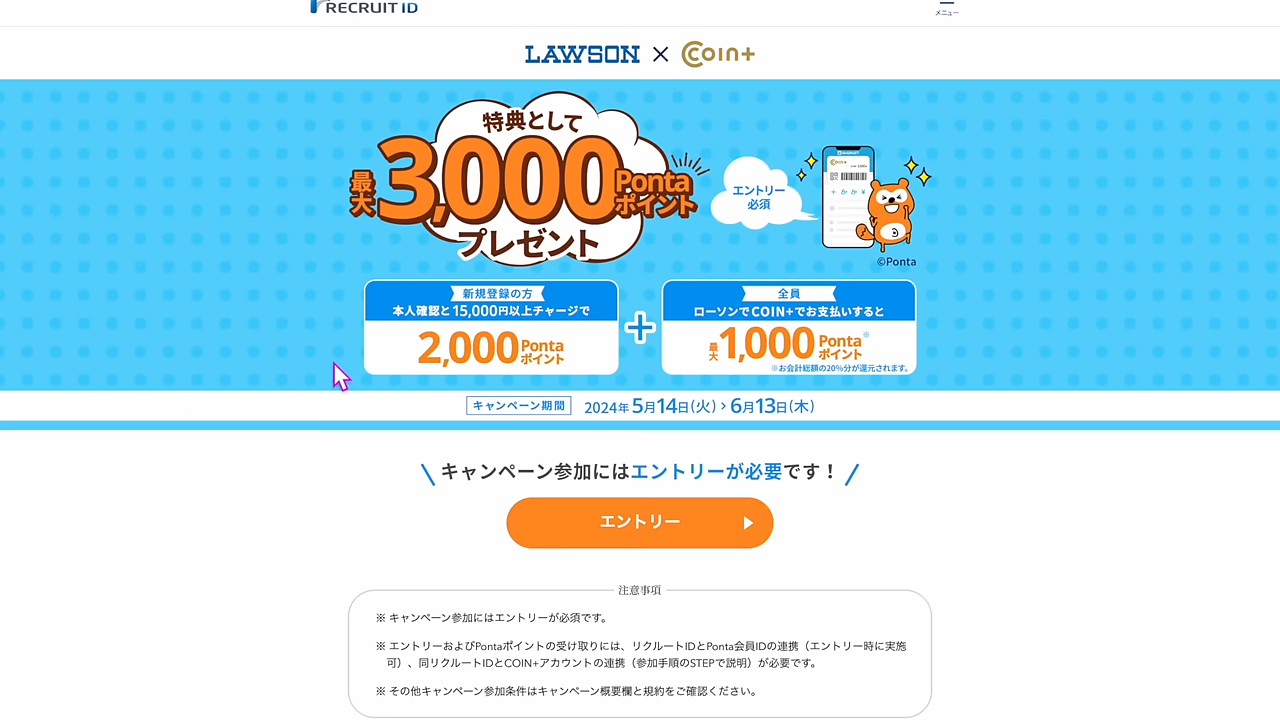 RECRUIT ID
メニュー
LAWSON × COIN+
特典として
最大3,000Pontaポイント
プレゼント
エントリー
必須
©Ponta
新規登録の方
本人確認と15,000円以上チャージで
2,000Pontaポイント
+
全員
ローソンでCOIN+でお支払いすると
最大1,000Pontaポイント※
※お会計総額の20%分が還元されます。
キャンペーン期間 2024年5月14日(火)›6月13日(木)
\ キャンペーン参加にはエントリーが必要です! /
エントリー
注意事項
※ キャンペーン参加にはエントリーが必須です。
※ エントリーおよびPontaポイントの受け取りには、リクルートIDとPonta会員IDの連携(エントリー時に実施
可)、同リクルートIDとCOIN+アカウントの連携(参加手順のSTEPで説明)が必要です。
※ その他キャンペーン参加条件はキャンペーン概要欄と規約をご確認ください。